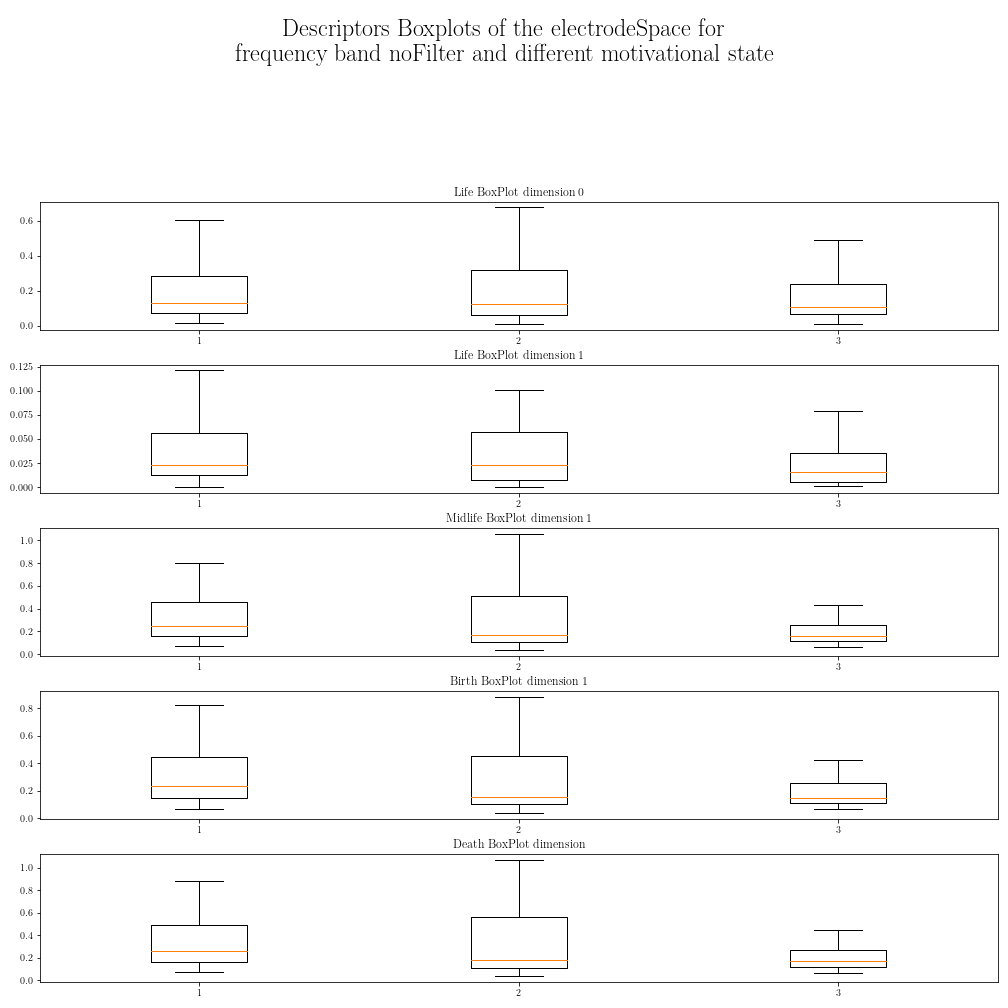 Descriptors Boxplots of the electrodeSpace for
frequency band noFilter and different motivational state
Life BoxPlot dimension 0
0.6
0.4
0.2
0.0
1 2 3
Life BoxPlot dimension 1
0.125
0.100
0.075
0.050
0.025
0.000
1 2 3
Midlife BoxPlot dimension 1
1.0
0.8
0.6
0.4
0.2
0.0
1 2 3
Birth BoxPlot dimension 1
0.8
0.6
0.4
0.2
0.0
1 2 3
Death BoxPlot dimension
1.0
0.8
0.6
0.4
0.2
0.0
1 2 3